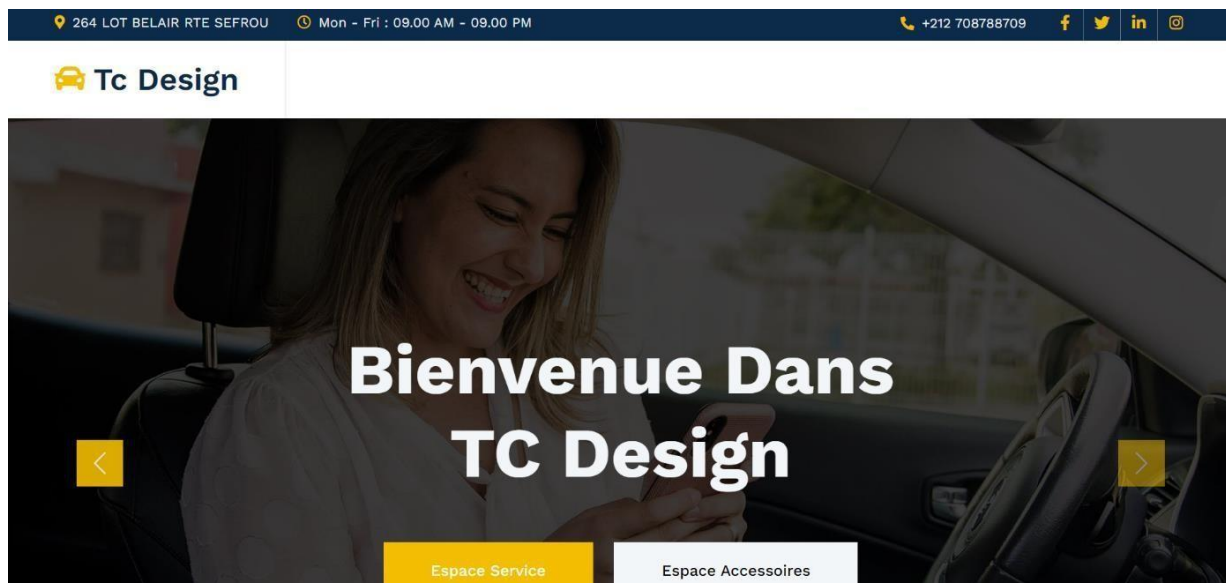 264 LOT BELAIR RTE SEFROU
Mon - Fri : 09.00 AM - 09.00 PM
+212 708788709
Tc Design
Bienvenue Dans
TC Design
Espace Service
Espace Accessoires